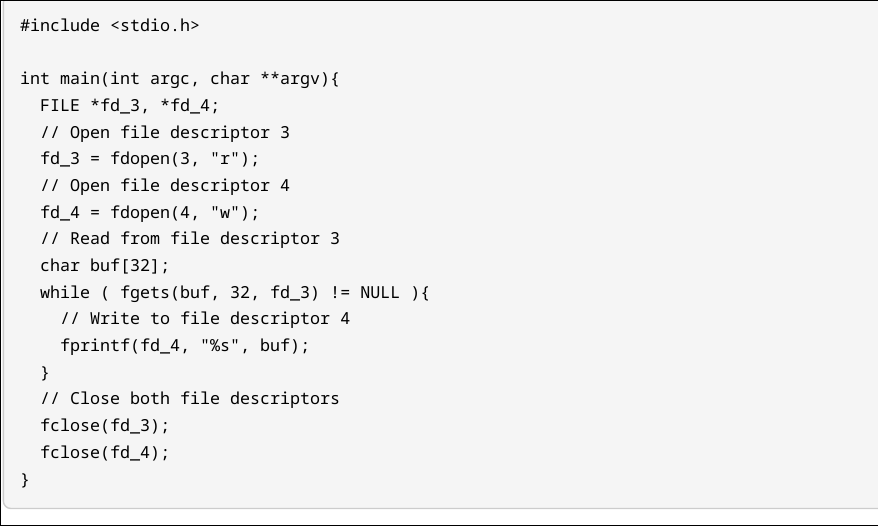 #include <stdio.h>

int main(int argc, char **argv){
  FILE *fd_3, *fd_4;
  // Open file descriptor 3
  fd_3 = fdopen(3, "r");
  // Open file descriptor 4
  fd_4 = fdopen(4, "w");
  // Read from file descriptor 3
  char buf[32];
  while ( fgets(buf, 32, fd_3) != NULL ){
    // Write to file descriptor 4
    fprintf(fd_4, "%s", buf);
  }
  // Close both file descriptors
  fclose(fd_3);
  fclose(fd_4);
}